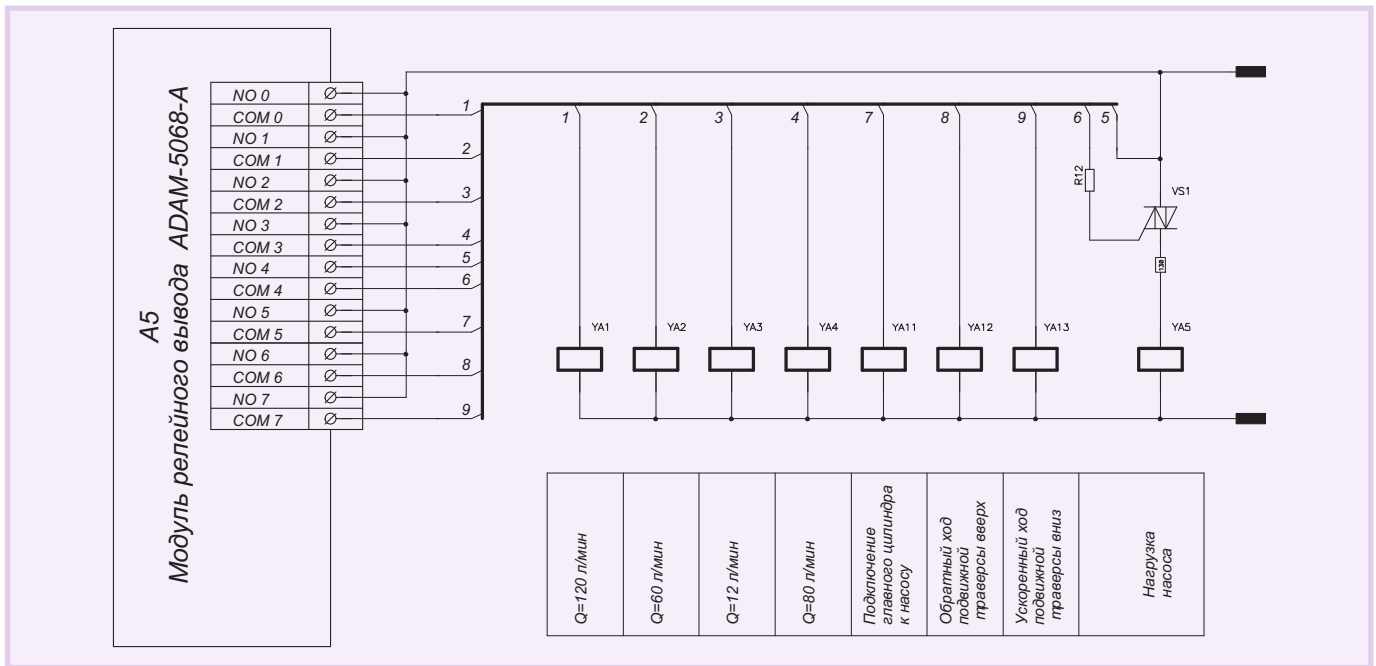 A5
Модуль релейного вывода ADAM-5068-A
NO 0
COM 0
NO 1
COM 1
NO 2
COM 2
NO 3
COM 3
NO 4
COM 4
NO 5
COM 5
NO 6
COM 6
NO 7
COM 7
1
2
3
4
5
6
7
8
9
1 2 3 4 7 8 9 6 5
R12
VS1
YA1 YA2 YA3 YA4 YA11 YA12 YA13 YA5
Q=120 л/мин
Q=60 л/мин
Q=12 л/мин
Q=80 л/мин
Подключение
главного цилиндра
к насосу
Обратный ход
подвижной
траверсы вверх
Ускоренный ход
подвижной
траверсы вниз
Нагрузка
насоса